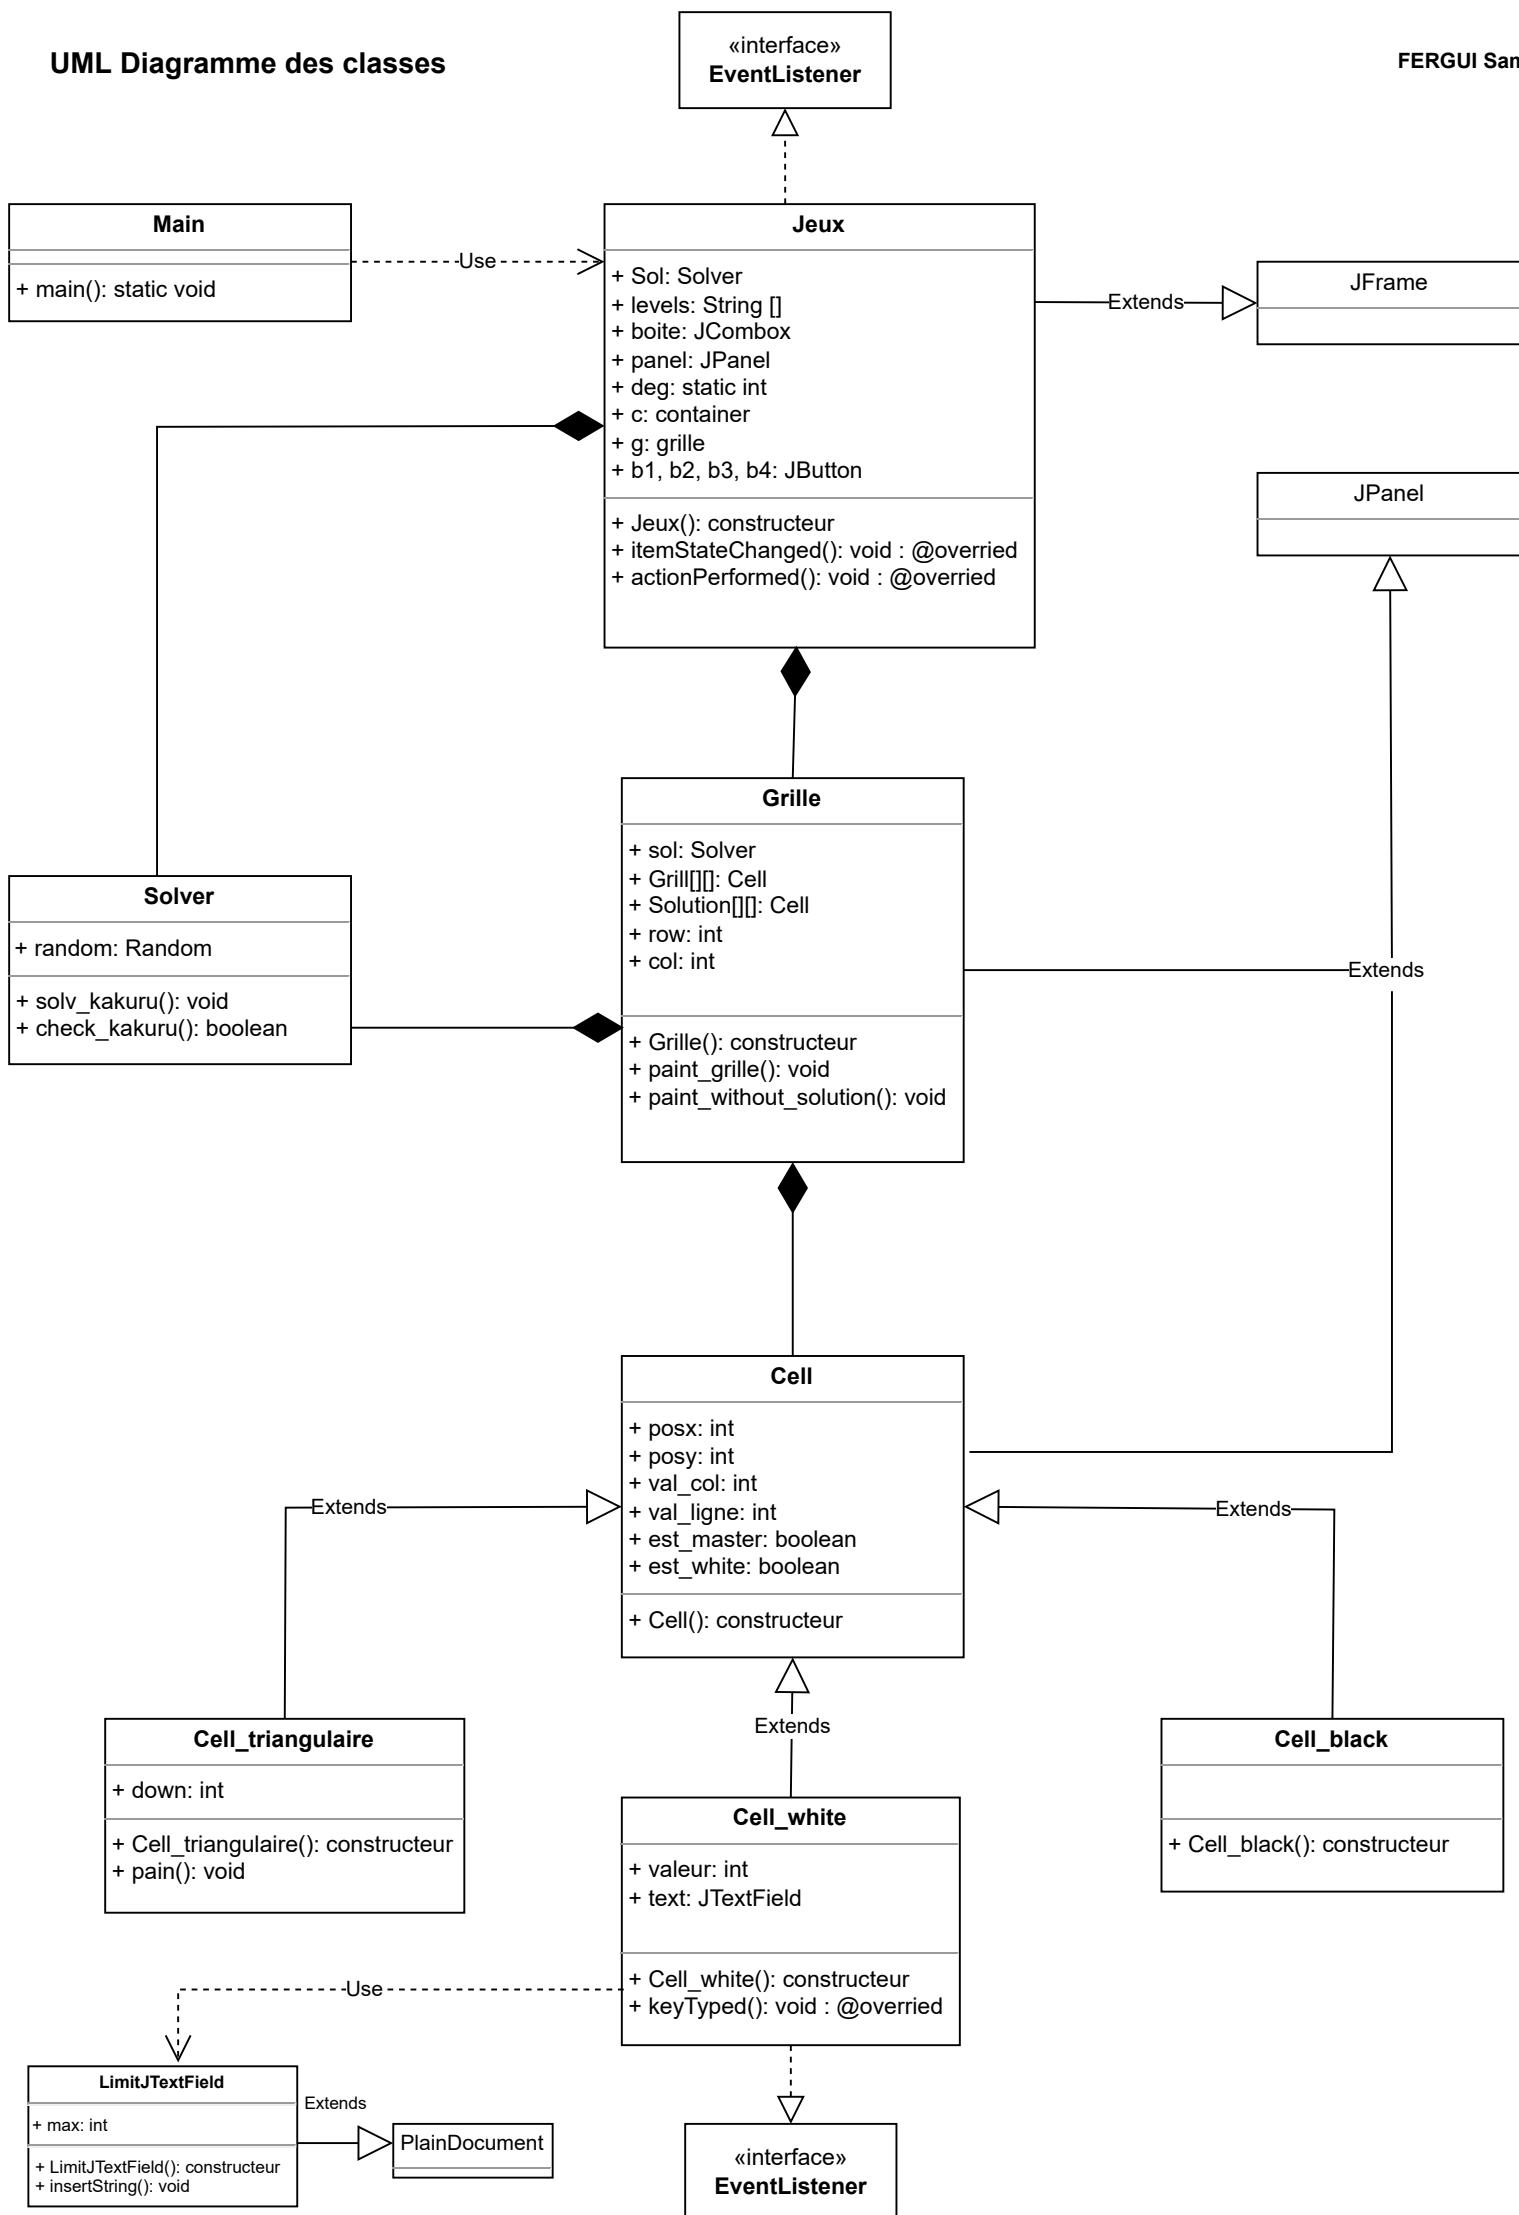 UML Diagramme des classes
«interface»
EventListener
FERGUI San
Main
+ main(): static void
Use
Jeux
+ Sol: Solver
+ levels: String []
+ boite: JCombox
+ panel: JPanel
+ deg: static int
+ c: container
+ g: grille
+ b1, b2, b3, b4: JButton
+ Jeux(): constructeur
+ itemStateChanged(): void : @overried
+ actionPerformed(): void : @overried
Extends
JFrame
JPanel
Grille
+ sol: Solver
+ Grill[][]: Cell
+ Solution[][]: Cell
+ row: int
+ col: int
+ Grille(): constructeur
+ paint_grille(): void
+ paint_without_solution(): void
Solver
+ random: Random
+ solv_kakuru(): void
+ check_kakuru(): boolean
Extends
Cell
+ posx: int
+ posy: int
+ val_col: int
+ val_ligne: int
+ est_master: boolean
+ est_white: boolean
+ Cell(): constructeur
Extends
Extends
Extends
Cell_triangulaire
+ down: int
+ Cell_triangulaire(): constructeur
+ pain(): void
Cell_white
+ valeur: int
+ text: JTextField
+ Cell_white(): constructeur
+ keyTyped(): void : @overried
Cell_black
+ Cell_black(): constructeur
Use
LimitJTextField
+ max: int
+ LimitJTextField(): constructeur
+ insertString(): void
Extends
PlainDocument
«interface»
EventListener